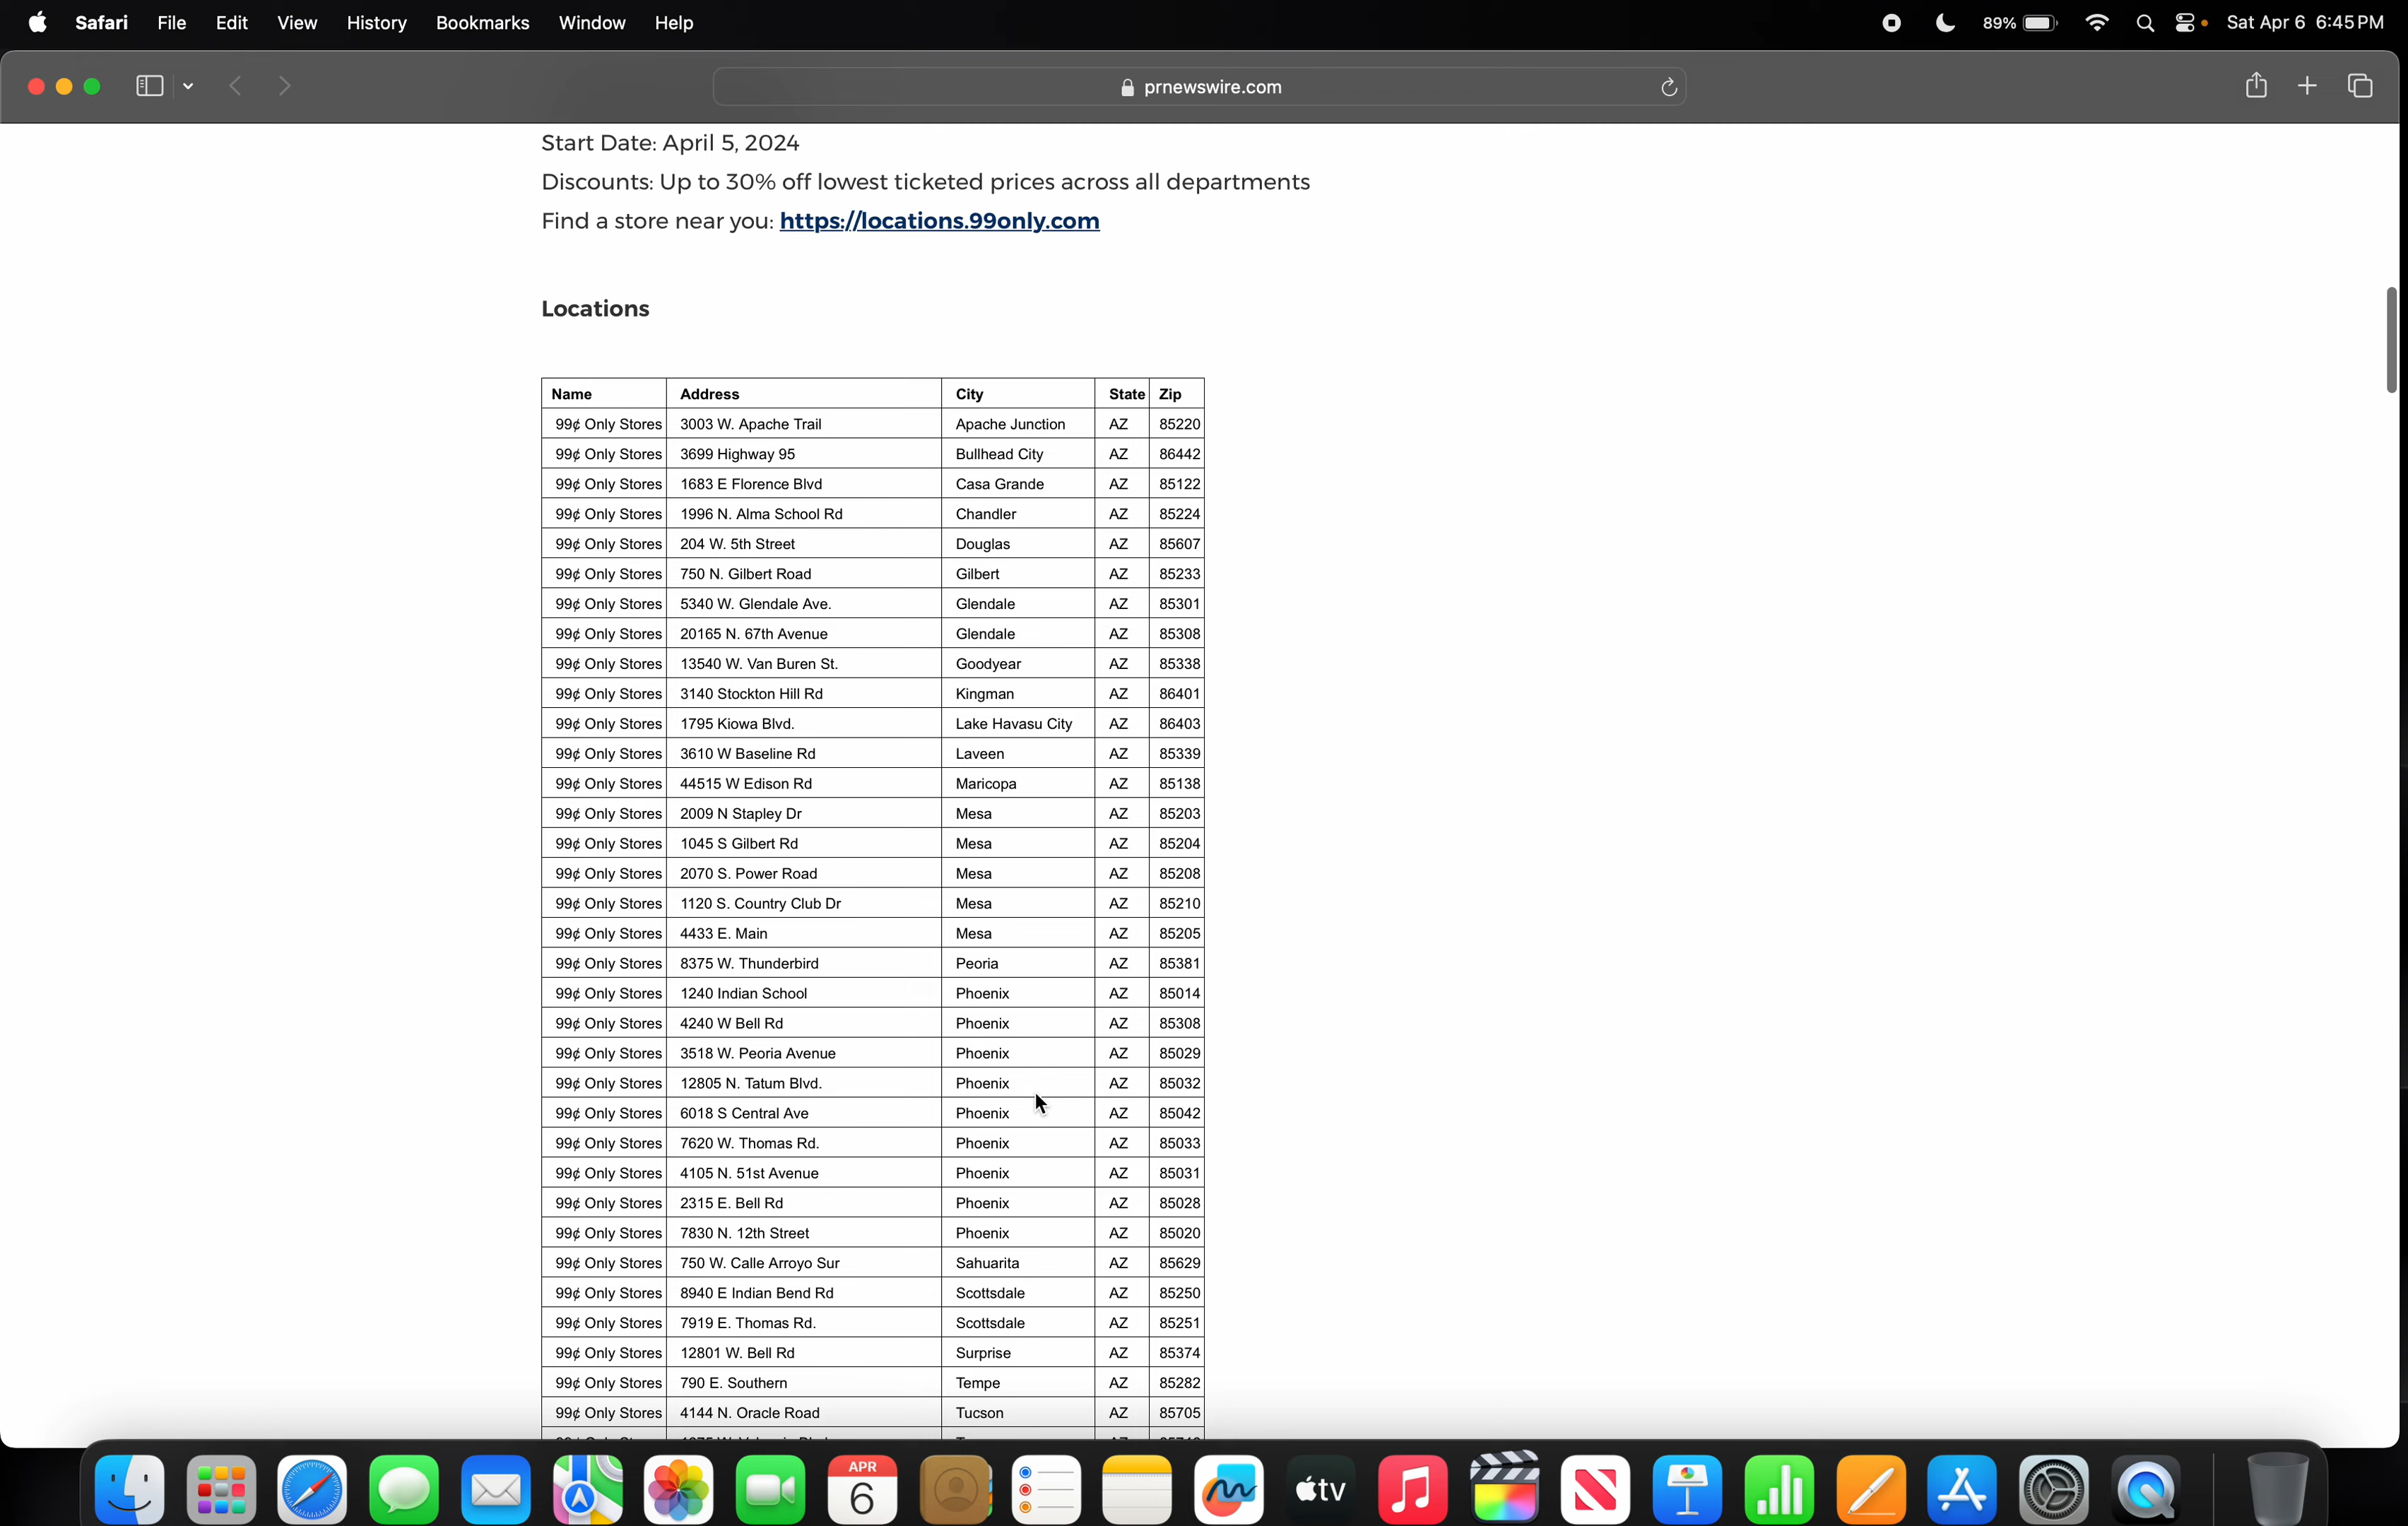 Safari File Edit View History Bookmarks Window Help 89% Sat Apr 6 6:45 PM
prnewswire.com
Start Date: April 5, 2024
Discounts: Up to 30% off lowest ticketed prices across all departments
Find a store near you: https://locations.99only.com
Locations
Name Address City State Zip
99¢ Only Stores 3003 W. Apache Trail Apache Junction AZ 85220
99¢ Only Stores 3699 Highway 95 Bullhead City AZ 86442
99¢ Only Stores 1683 E Florence Blvd Casa Grande AZ 85122
99¢ Only Stores 1996 N. Alma School Rd Chandler AZ 85224
99¢ Only Stores 204 W. 5th Street Douglas AZ 85607
99¢ Only Stores 750 N. Gilbert Road Gilbert AZ 85233
99¢ Only Stores 5340 W. Glendale Ave. Glendale AZ 85301
99¢ Only Stores 20165 N. 67th Avenue Glendale AZ 85308
99¢ Only Stores 13540 W. Van Buren St. Goodyear AZ 85338
99¢ Only Stores 3140 Stockton Hill Rd Kingman AZ 86401
99¢ Only Stores 1795 Kiowa Blvd. Lake Havasu City AZ 86403
99¢ Only Stores 3610 W Baseline Rd Laveen AZ 85339
99¢ Only Stores 44515 W Edison Rd Maricopa AZ 85138
99¢ Only Stores 2009 N Stapley Dr Mesa AZ 85203
99¢ Only Stores 1045 S Gilbert Rd Mesa AZ 85204
99¢ Only Stores 2070 S. Power Road Mesa AZ 85208
99¢ Only Stores 1120 S. Country Club Dr Mesa AZ 85210
99¢ Only Stores 4433 E. Main Mesa AZ 85205
99¢ Only Stores 8375 W. Thunderbird Peoria AZ 85381
99¢ Only Stores 1240 Indian School Phoenix AZ 85014
99¢ Only Stores 4240 W Bell Rd Phoenix AZ 85308
99¢ Only Stores 3518 W. Peoria Avenue Phoenix AZ 85029
99¢ Only Stores 12805 N. Tatum Blvd. Phoenix AZ 85032
99¢ Only Stores 6018 S Central Ave Phoenix AZ 85042
99¢ Only Stores 7620 W. Thomas Rd. Phoenix AZ 85033
99¢ Only Stores 4105 N. 51st Avenue Phoenix AZ 85031
99¢ Only Stores 2315 E. Bell Rd Phoenix AZ 85028
99¢ Only Stores 7830 N. 12th Street Phoenix AZ 85020
99¢ Only Stores 750 W. Calle Arroyo Sur Sahuarita AZ 85629
99¢ Only Stores 8940 E Indian Bend Rd Scottsdale AZ 85250
99¢ Only Stores 7919 E. Thomas Rd. Scottsdale AZ 85251
99¢ Only Stores 12801 W. Bell Rd Surprise AZ 85374
99¢ Only Stores 790 E. Southern Tempe AZ 85282
99¢ Only Stores 4144 N. Oracle Road Tucson AZ 85705
APR
6
tv